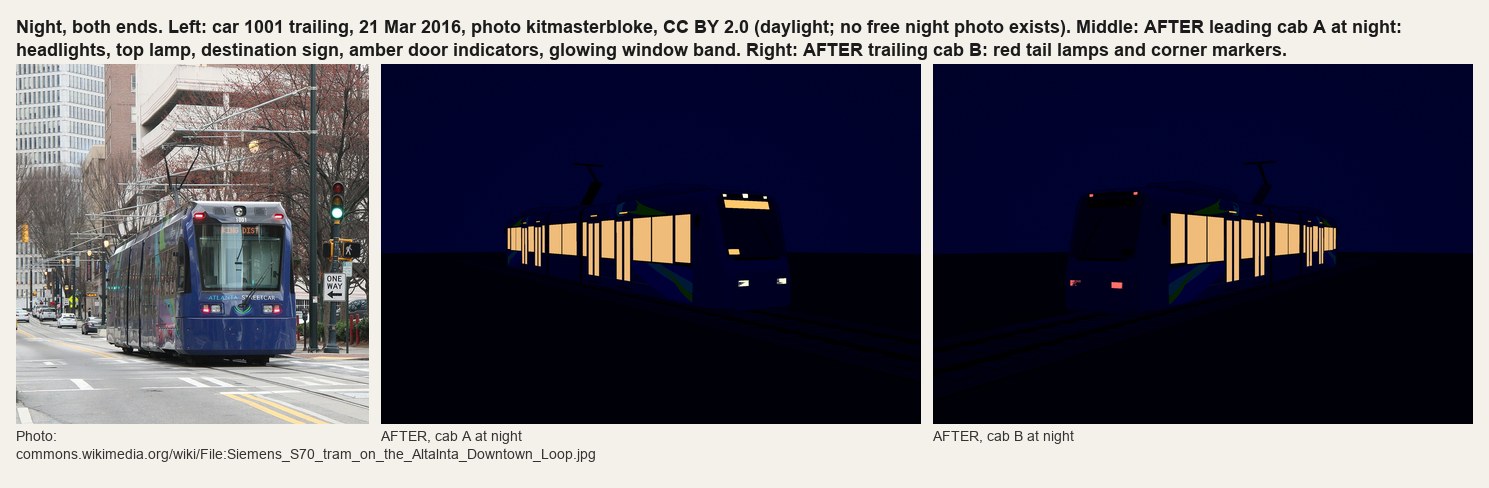 Night, both ends. Left: car 1001 trailing, 21 Mar 2016, photo kitmasterbloke, CC BY 2.0 (daylight; no free night photo exists). Middle: AFTER leading cab A at night:
headlights, top lamp, destination sign, amber door indicators, glowing window band. Right: AFTER trailing cab B: red tail lamps and corner markers.
1001
KING DIST
ATLANTA STREETCAR
ONE
WAY
Photo:
commons.wikimedia.org/wiki/File:Siemens_S70_tram_on_the_Altalnta_Downtown_Loop.jpg
AFTER, cab A at night
AFTER, cab B at night